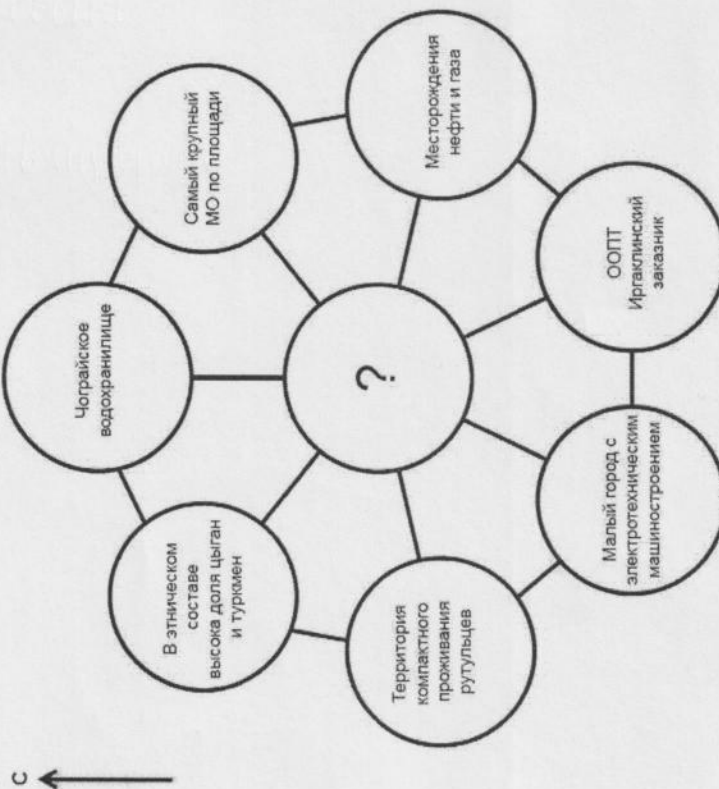 С
Чограйское
водохранилище
Самый крупный
МО по площади
В этническом
составе
высока доля цыган
и туркмен
Месторождения
нефти и газа
?
Территория
компактного
проживания
рутульцев
ООПТ
Иргаклинский
заказник
Малый город с
электротехническим
машиностроением